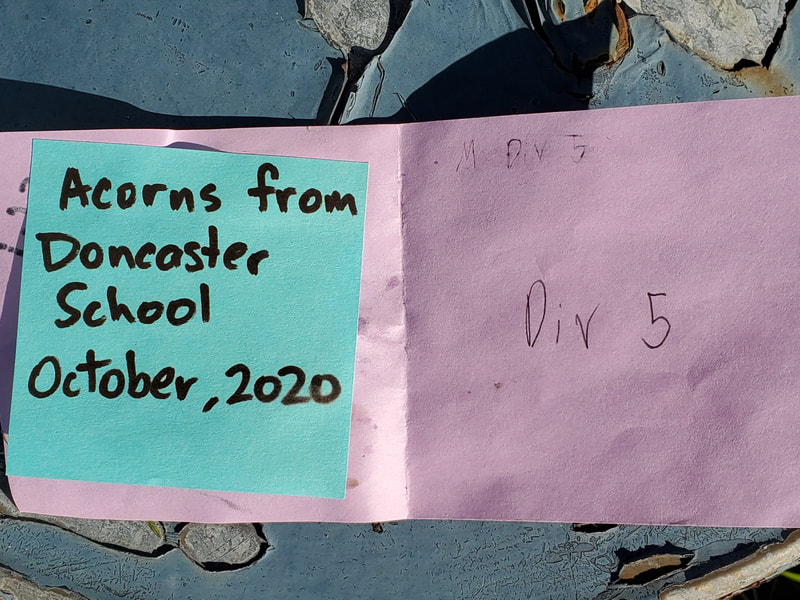 Acorns from
Doncaster
School
October, 2020
Div 5
Div 5